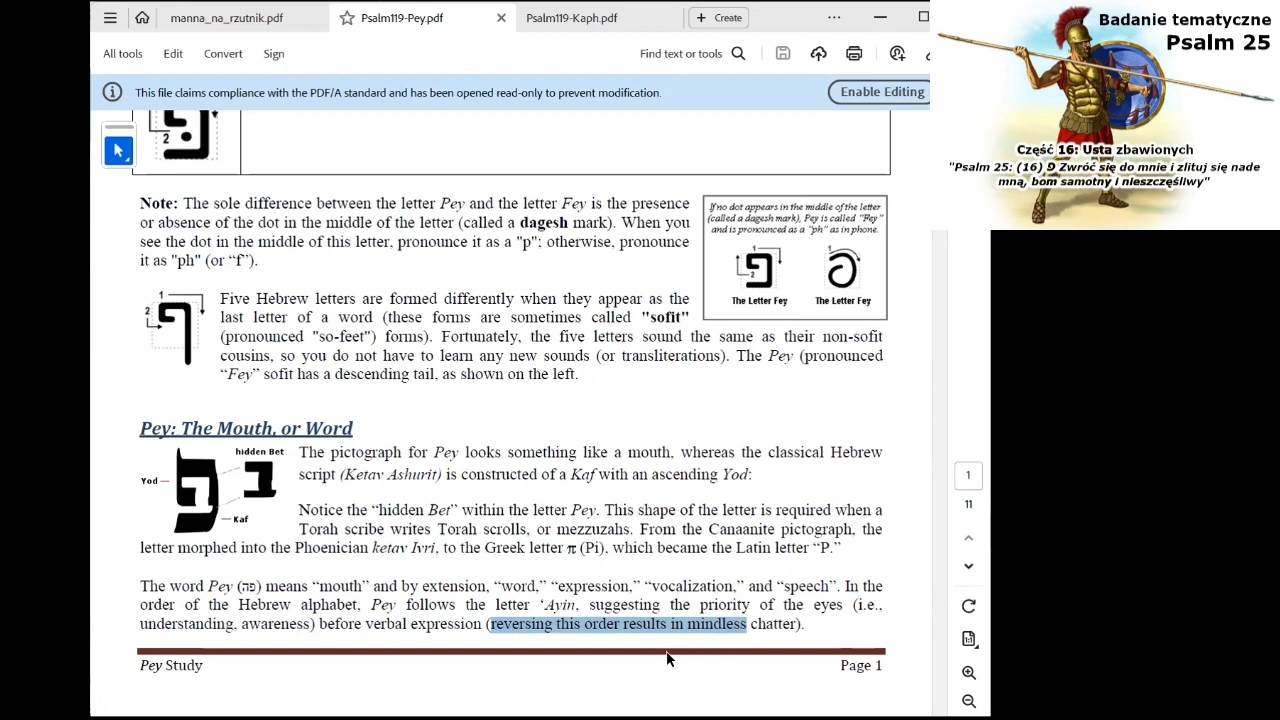 manna_na_rzutnik.pdf
Psalm119-Pey.pdf
Psalm119-Kaph.pdf
Create
All tools
Edit
Convert
Sign
Find text or tools
This file claims compliance with the PDF/A standard and has been opened read-only to prevent modification.
Enable Editing
Badanie tematyczne
Psalm 25
Część 16: Usta zbawionych
"Psalm 25: (16) פ Zwróć się do mnie i zlituj się nade
mną, bom samotny i nieszczęśliwy"
2
Note: The sole difference between the letter Pey and the letter Fey is the presence
or absence of the dot in the middle of the letter (called a dagesh mark). When you
see the dot in the middle of this letter, pronounce it as a "p"; otherwise, pronounce
it as "ph" (or “f”).
If no dot appears in the middle of the letter
(called a dagesh mark), Pey is called "Fey"
and is pronounced as a "ph" as in phone.
1
2
1
The Letter Fey
The Letter Fey
1
2
Five Hebrew letters are formed differently when they appear as the
last letter of a word (these forms are sometimes called "sofit"
(pronounced "so-feet") forms). Fortunately, the five letters sound the same as their non-sofit
cousins, so you do not have to learn any new sounds (or transliterations). The Pey (pronounced
“Fey” sofit has a descending tail, as shown on the left.
Pey: The Mouth, or Word
hidden Bet
Yod
Kaf
The pictograph for Pey looks something like a mouth, whereas the classical Hebrew
script (Ketav Ashurit) is constructed of a Kaf with an ascending Yod:
Notice the “hidden Bet” within the letter Pey. This shape of the letter is required when a
Torah scribe writes Torah scrolls, or mezzuzahs. From the Canaanite pictograph, the
letter morphed into the Phoenician ketav Ivri, to the Greek letter π (Pi), which became the Latin letter “P.”
The word Pey (פה) means “mouth” and by extension, “word,” “expression,” “vocalization,” and “speech”. In the
order of the Hebrew alphabet, Pey follows the letter ‘Ayin, suggesting the priority of the eyes (i.e.,
understanding, awareness) before verbal expression (reversing this order results in mindless chatter).
Pey Study
Page 1
1
11